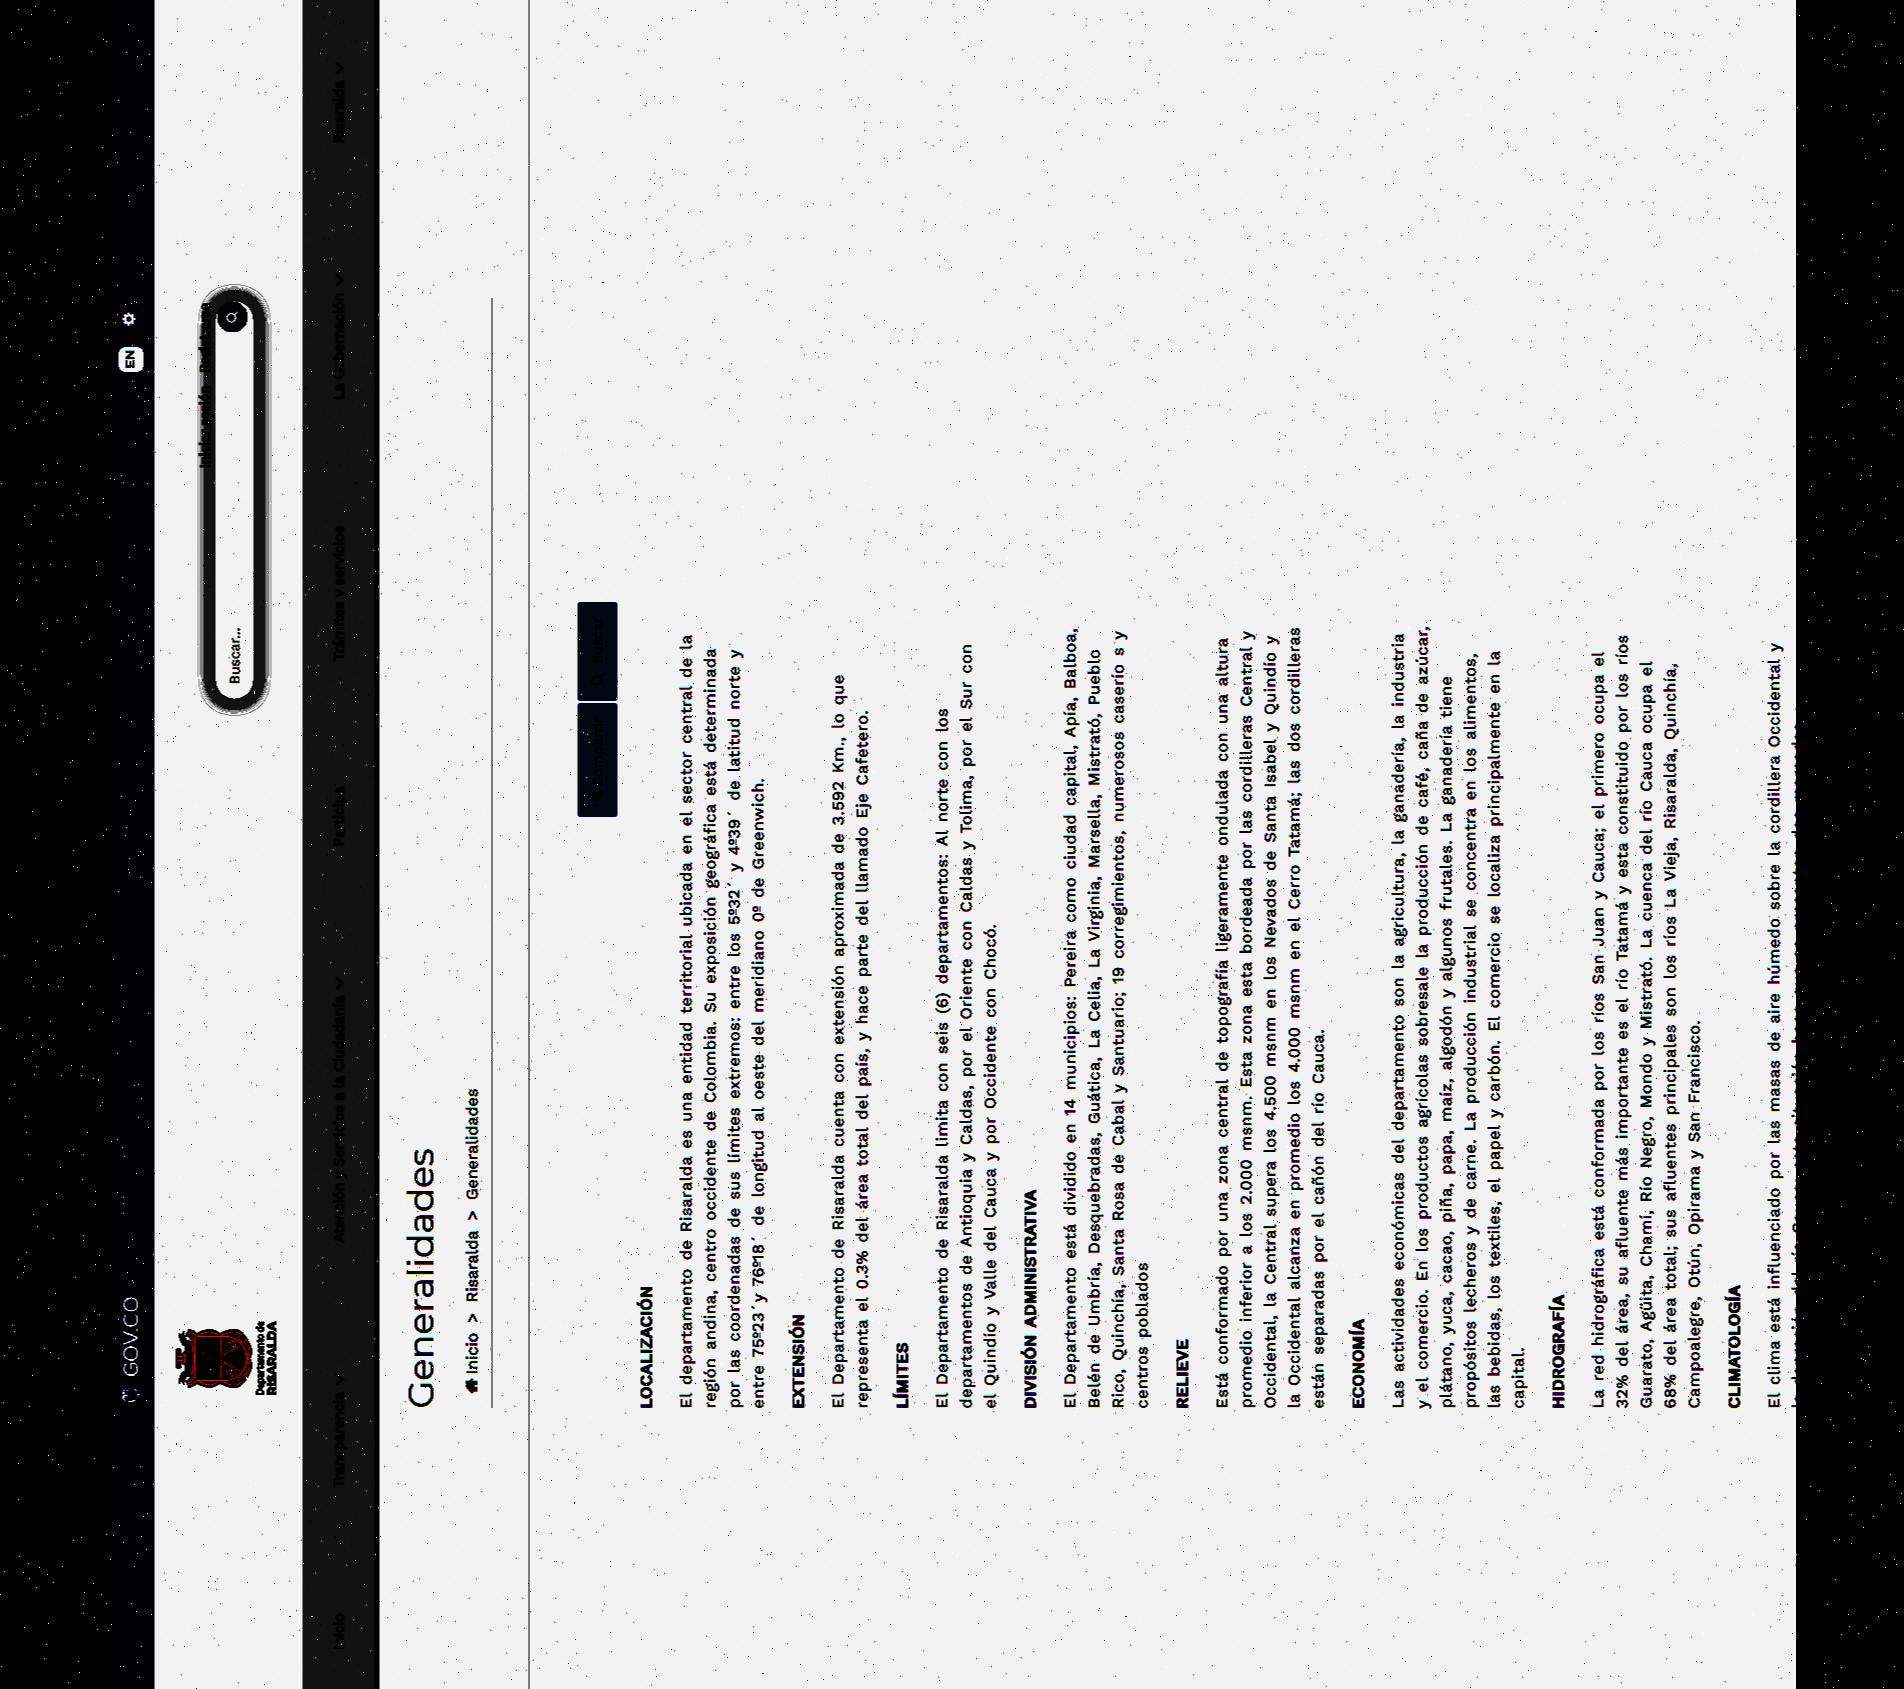 GOV.CO
EN
Departamento de
RISARALDA
Buscar...
Inicio
Transparencia
Atención y Servicios a la Ciudadanía
Participa
Trámites y servicios
La Gobernación
Risaralda
Generalidades
Inicio > Risaralda > Generalidades
Buscar
LOCALIZACIÓN
El departamento de Risaralda es una entidad territorial ubicada en el sector central de la
región andina, centro occidente de Colombia. Su exposición geográfica está determinada
por las coordenadas de sus límites extremos: entre los 5º32´ y 4º39´ de latitud norte y
entre 75º23´y 76º18´ de longitud al oeste del meridiano 0º de Greenwich.
EXTENSIÓN
El Departamento de Risaralda cuenta con extensión aproximada de 3.592 Km., lo que
representa el 0.3% del área total del país, y hace parte del llamado Eje Cafetero.
LÍMITES
El Departamento de Risaralda limita con seis (6) departamentos: Al norte con los
departamentos de Antioquia y Caldas, por el Oriente con Caldas y Tolima, por el Sur con
el Quindío y Valle del Cauca y por Occidente con Chocó.
DIVISIÓN ADMINISTRATIVA
El Departamento está dividido en 14 municipios: Pereira como ciudad capital, Apía, Balboa,
Belén de Umbría, Desquebradas, Guática, La Celia, La Virginia, Marsella, Mistrató, Pueblo
Rico, Quinchía, Santa Rosa de Cabal y Santuario; 19 corregimientos, numerosos caserío s y
centros poblados
RELIEVE
Está conformado por una zona central de topografía ligeramente ondulada con una altura
promedio inferior a los 2.000 msnm. Esta zona esta bordeada por las cordilleras Central y
Occidental, la Central supera los 4.500 msnm en los Nevados de Santa Isabel y Quindío y
la Occidental alcanza en promedio los 4.000 msnm en el Cerro Tatamá; las dos cordilleras
están separadas por el cañón del río Cauca.
ECONOMÍA
Las actividades económicas del departamento son la agricultura, la ganadería, la industria
y el comercio. En los productos agrícolas sobresale la producción de café, caña de azúcar,
plátano, yuca, cacao, piña, papa, maíz, algodón y algunos frutales. La ganadería tiene
propósitos lecheros y de carne. La producción industrial se concentra en los alimentos,
las bebidas, los textiles, el papel y carbón. El comercio se localiza principalmente en la
capital.
HIDROGRAFÍA
La red hidrográfica está conformada por los ríos San Juan y Cauca; el primero ocupa el
32% del área, su afluente más importante es el río Tatamá y esta constituido por los ríos
Guarato, Agüita, Chamí, Río Negro, Mondo y Mistrató. La cuenca del río Cauca ocupa el
68% del área total; sus afluentes principales son los ríos La Vieja, Risaralda, Quinchía,
Campoalegre, Otún, Opirama y San Francisco.
CLIMATOLOGÍA
El clima está influenciado por las masas de aire húmedo sobre la cordillera Occidental y